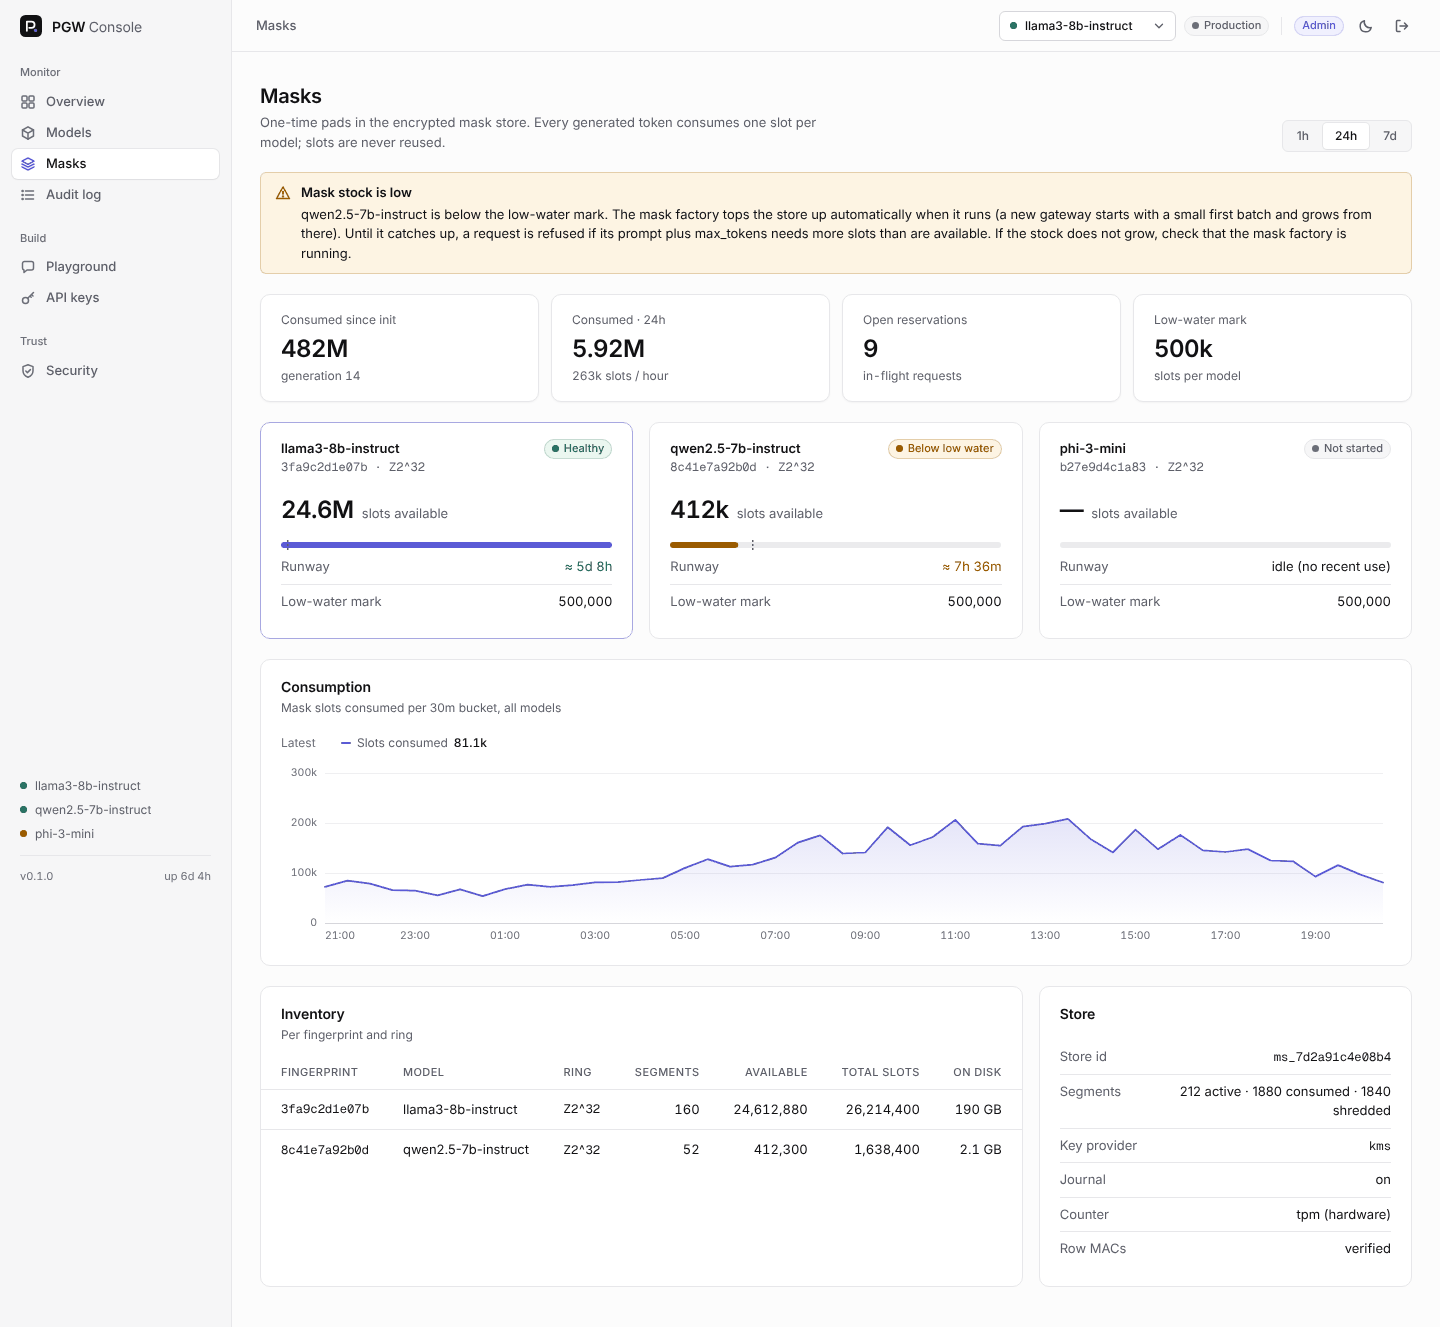 PGW Console
Monitor
Overview
Models
Masks
Audit log
Build
Playground
API keys
Trust
Security
llama3-8b-instruct
qwen2.5-7b-instruct
phi-3-mini
v0.1.0 up 6d 4h
Masks
llama3-8b-instruct Production Admin
Masks
One-time pads in the encrypted mask store. Every generated token consumes one slot per
model; slots are never reused.
1h 24h 7d
Mask stock is low
qwen2.5-7b-instruct is below the low-water mark. The mask factory tops the store up automatically when it runs (a new gateway starts with a small first batch and grows from
there). Until it catches up, a request is refused if its prompt plus max_tokens needs more slots than are available. If the stock does not grow, check that the mask factory is
running.
Consumed since init
482M
generation 14
Consumed · 24h
5.92M
263k slots / hour
Open reservations
9
in-flight requests
Low-water mark
500k
slots per model
llama3-8b-instruct Healthy
3fa9c2d1e07b · Z2^32
24.6M slots available
Runway ≈ 5d 8h
Low-water mark 500,000
qwen2.5-7b-instruct Below low water
8c41e7a92b0d · Z2^32
412k slots available
Runway ≈ 7h 36m
Low-water mark 500,000
phi-3-mini Not started
b27e9d4c1a83 · Z2^32
— slots available
Runway idle (no recent use)
Low-water mark 500,000
Consumption
Mask slots consumed per 30m bucket, all models
Latest Slots consumed 81.1k
300k
200k
100k
0
21:00 23:00 01:00 03:00 05:00 07:00 09:00 11:00 13:00 15:00 17:00 19:00
Inventory
Per fingerprint and ring
FINGERPRINT MODEL RING SEGMENTS AVAILABLE TOTAL SLOTS ON DISK
3fa9c2d1e07b llama3-8b-instruct Z2^32 160 24,612,880 26,214,400 190 GB
8c41e7a92b0d qwen2.5-7b-instruct Z2^32 52 412,300 1,638,400 2.1 GB
Store
Store id ms_7d2a91c4e08b4
Segments 212 active · 1880 consumed · 1840
shredded
Key provider kms
Journal on
Counter tpm (hardware)
Row MACs verified